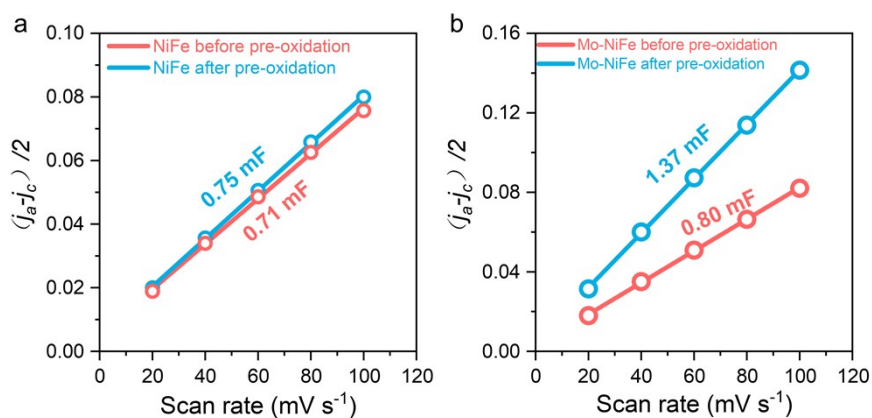 a
NiFe before pre-oxidation
NiFe after pre-oxidation
0.75 mF
0.71 mF
0.10
0.08
0.06
0.04
0.02
0.00
(jₐ-j꜀) /2
0 20 40 60 80 100 120
Scan rate (mV s⁻¹)
b
Mo-NiFe before pre-oxidation
Mo-NiFe after pre-oxidation
1.37 mF
0.80 mF
0.16
0.12
0.08
0.04
0.00
(jₐ-j꜀) /2
0 20 40 60 80 100 120
Scan rate (mV s⁻¹)